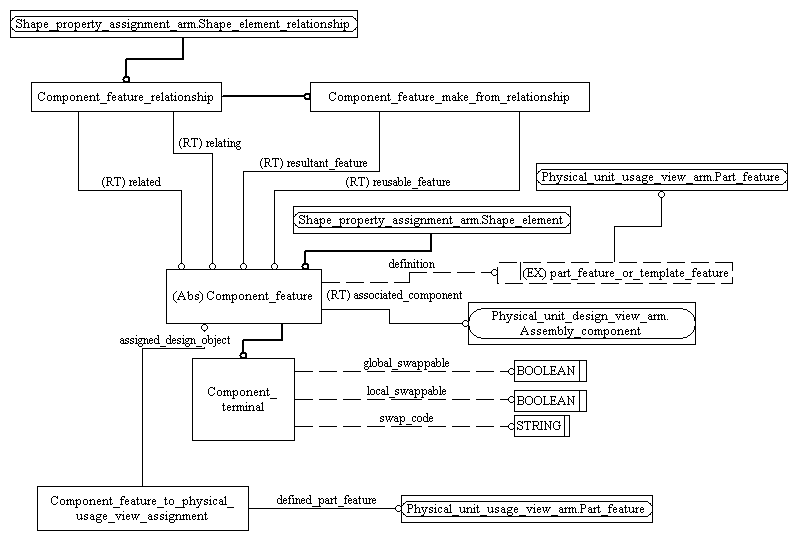 Shape_property_assignment_arm.Shape_element_relationship
Component_feature_relationship
Component_feature_make_from_relationship
(RT) relating
(RT) resultant_feature
(RT) related
(RT) reusable_feature
Physical_unit_usage_view_arm.Part_feature
Shape_property_assignment_arm.Shape_element
definition
(EX) part_feature_or_template_feature
(Abs) Component_feature
(RT) associated_component
Physical_unit_design_view_arm.
Assembly_component
assigned_design_object
global_swappable
BOOLEAN
Component_
terminal
local_swappable
BOOLEAN
swap_code
STRING
Component_feature_to_physical_
usage_view_assignment
defined_part_feature
Physical_unit_usage_view_arm.Part_feature